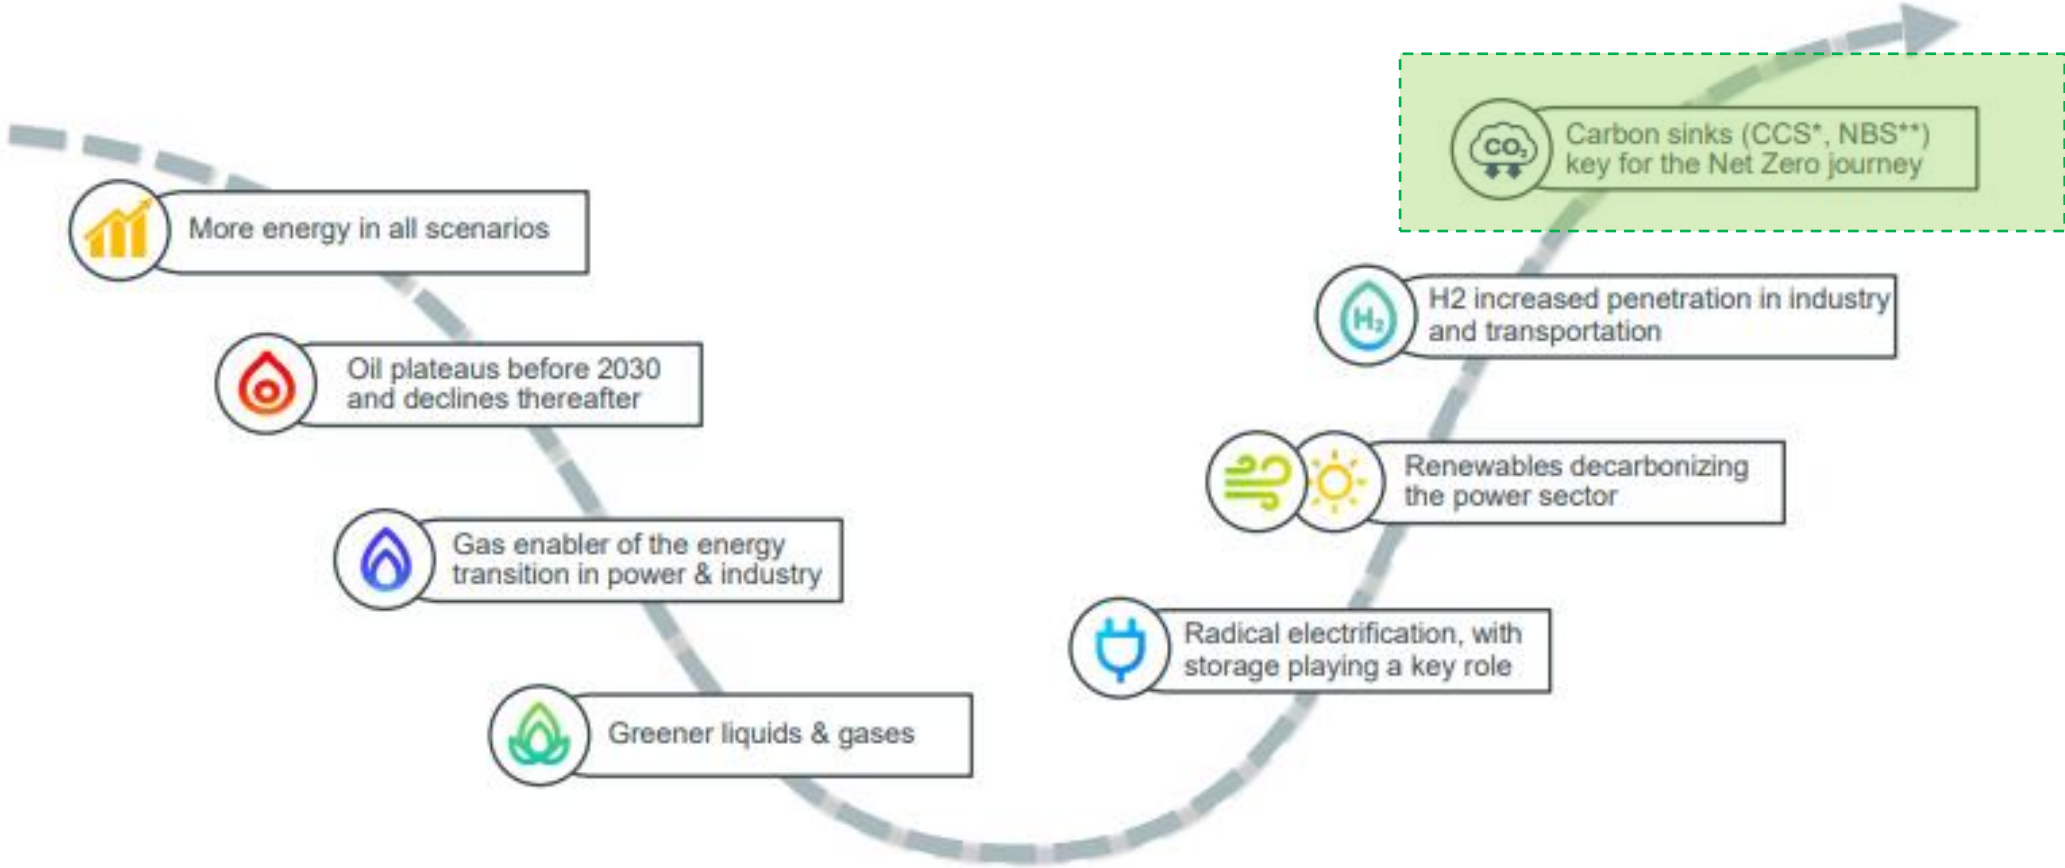 More energy in all scenarios
Oil plateaus before 2030
and declines thereafter
Gas enabler of the energy
transition in power & industry
Greener liquids & gases
Radical electrification, with
storage playing a key role
Renewables decarbonizing
the power sector
H2 increased penetration in industry
and transportation
H₂
Carbon sinks (CCS*, NBS**)
key for the Net Zero journey
CO₂